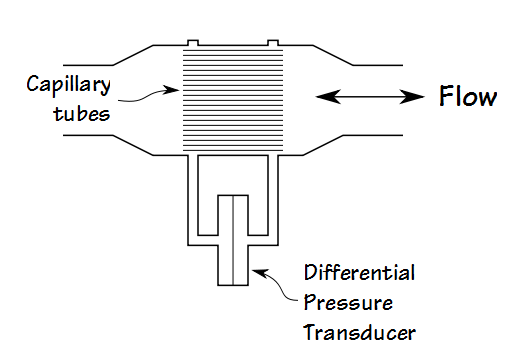 Capillary
tubes
Flow
Differential
Pressure
Transducer